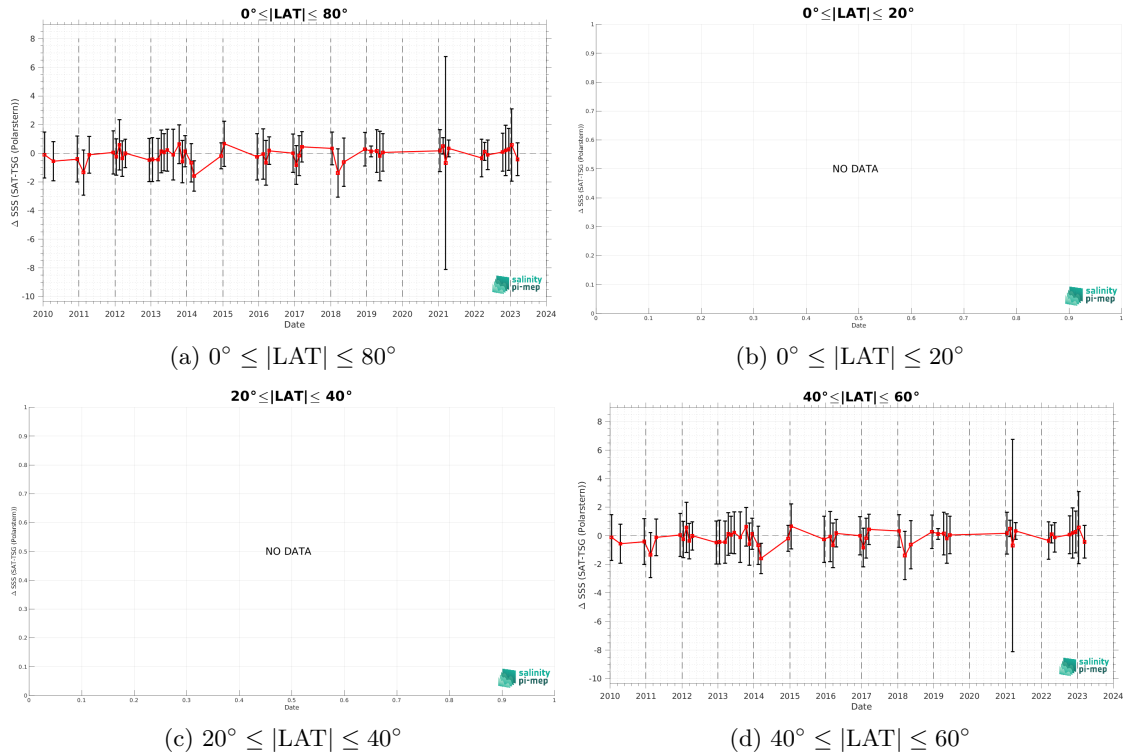 0°≤|LAT|≤ 80°
8
6
4
2
0
-2
-4
-6
-8
-10
Δ SSS (SAT-TSG (Polarstern))
2010 2011 2012 2013 2014 2015 2016 2017 2018 2019 2020 2021 2022 2023 2024
Date
salinity
pi-mep
(a) 0° ≤ |LAT| ≤ 80°
0°≤|LAT|≤ 20°
1
0.9
0.8
0.7
0.6
0.5
0.4
0.3
0.2
0.1
0
Δ SSS (SAT-TSG (Polarstern))
NO DATA
0 0.1 0.2 0.3 0.4 0.5 0.6 0.7 0.8 0.9 1
Date
salinity
pi-mep
(b) 0° ≤ |LAT| ≤ 20°
20°≤|LAT|≤ 40°
1
0.9
0.8
0.7
0.6
0.5
0.4
0.3
0.2
0.1
0
Δ SSS (SAT-TSG (Polarstern))
NO DATA
0 0.1 0.2 0.3 0.4 0.5 0.6 0.7 0.8 0.9 1
Date
salinity
pi-mep
(c) 20° ≤ |LAT| ≤ 40°
40°≤|LAT|≤ 60°
8
6
4
2
0
-2
-4
-6
-8
-10
Δ SSS (SAT-TSG (Polarstern))
2010 2011 2012 2013 2014 2015 2016 2017 2018 2019 2020 2021 2022 2023 2024
Date
salinity
pi-mep
(d) 40° ≤ |LAT| ≤ 60°